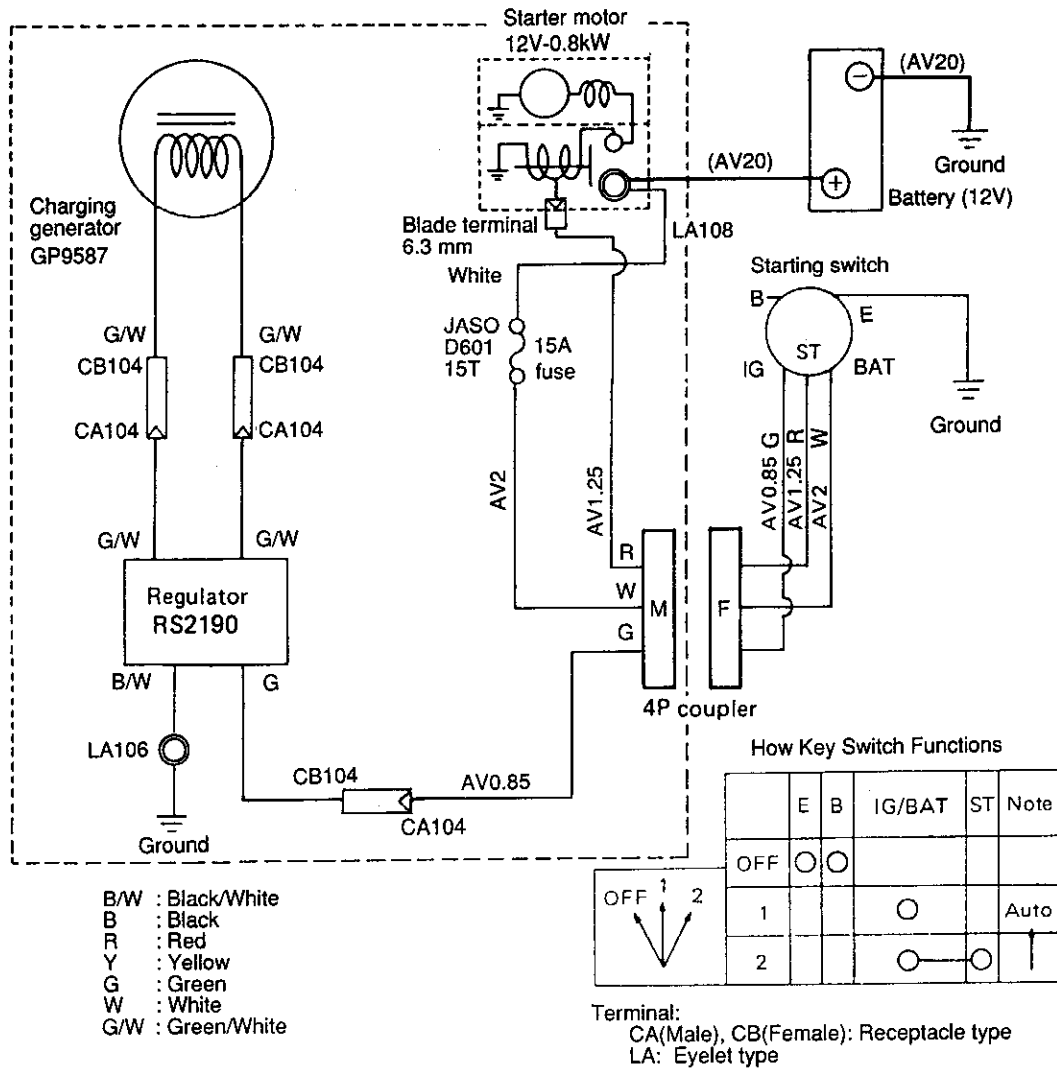 Starter motor
12V-0.8kW
(AV20)
Ground
(AV20)
Battery (12V)
Charging
generator
GP9587
Blade terminal
6.3 mm
LA108
White
Starting switch
B
E
ST
IG
BAT
Ground
JASO
D601
15T
15A
fuse
G/W
G/W
CB104
CB104
CA104
CA104
AV2
AV1.25
AV0.85 G
AV1.25 R
AV2 W
G/W
G/W
Regulator
RS2190
R
W
G
M
F
4P coupler
B/W
G
LA106
Ground
CB104
AV0.85
CA104
How Key Switch Functions
E B IG/BAT ST Note
OFF
1 Auto
2
OFF 1 2
B/W : Black/White
B : Black
R : Red
Y : Yellow
G : Green
W : White
G/W : Green/White
Terminal:
CA(Male), CB(Female): Receptacle type
LA: Eyelet type